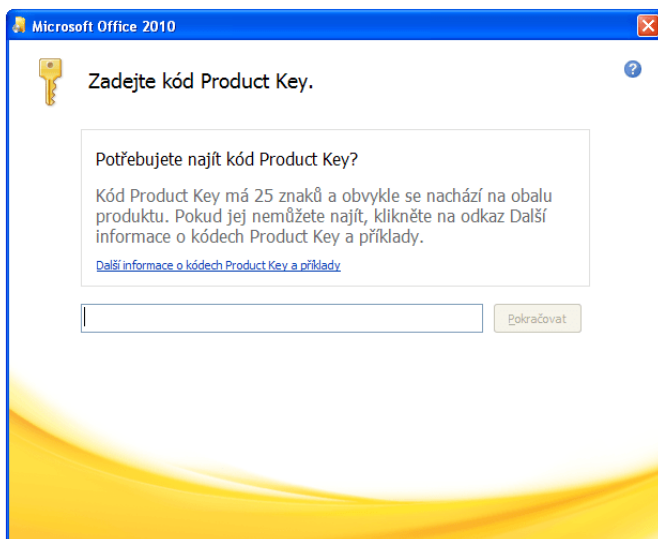 Microsoft Office 2010
Zadejte kód Product Key.
Potřebujete najít kód Product Key?
Kód Product Key má 25 znaků a obvykle se nachází na obalu
produktu. Pokud jej nemůžete najít, klikněte na odkaz Další
informace o kódech Product Key a příklady.
Další informace o kódech Product Key a příklady
Pokračovat